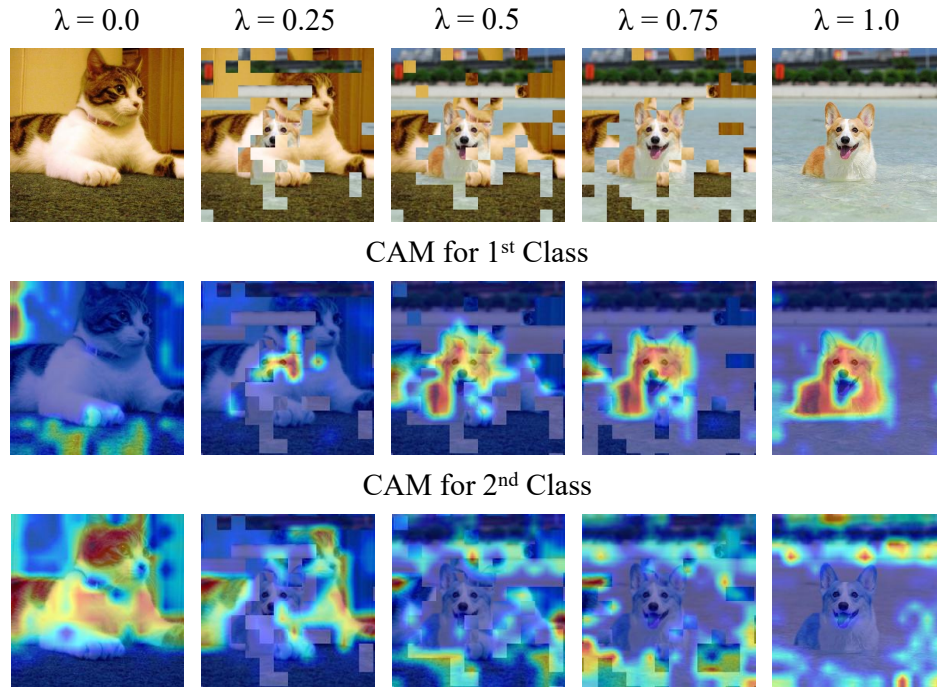 λ = 0.0 λ = 0.25 λ = 0.5 λ = 0.75 λ = 1.0
CAM for 1st Class
CAM for 2nd Class